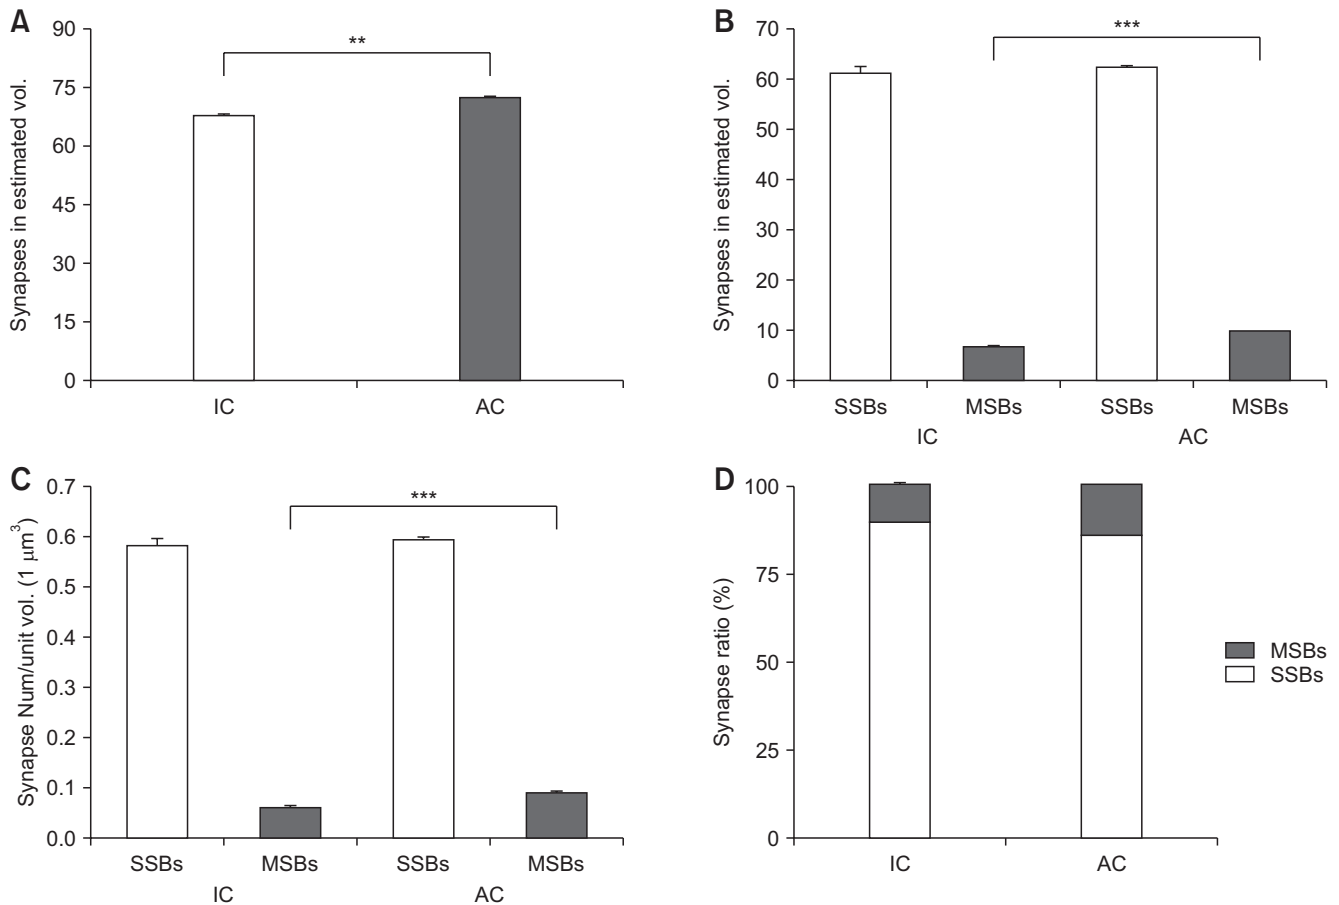 A
Synapses in estimated vol.
90
75
60
45
30
15
0
**
IC
AC
B
Synapses in estimated vol.
70
60
50
40
30
20
10
0
***
SSBs
MSBs
SSBs
MSBs
IC
AC
C
Synapse Num/unit vol. (1 μm³)
0.7
0.6
0.5
0.4
0.3
0.2
0.1
0.0
***
SSBs
MSBs
SSBs
MSBs
IC
AC
D
Synapse ratio (%)
100
75
50
25
0
IC
AC
MSBs
SSBs